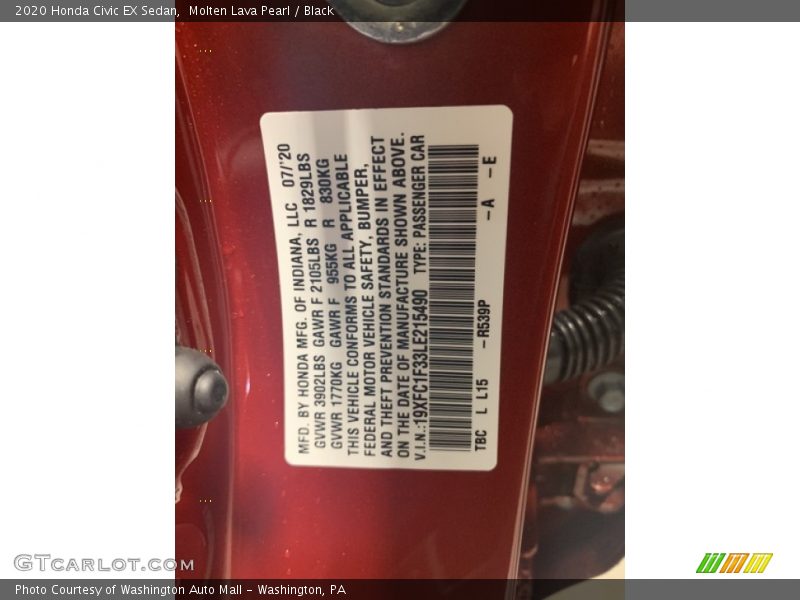 2020 Honda Civic EX Sedan,  Molten Lava Pearl / Black
MFD. BY HONDA MFG. OF INDIANA, LLC 07/'20
GVWR 3902LBS GAWR F 2105LBS R 1829LBS
GVWR 1770KG GAWR F 955KG R 830KG
THIS VEHICLE CONFORMS TO ALL APPLICABLE
FEDERAL MOTOR VEHICLE SAFETY, BUMPER,
AND THEFT PREVENTION STANDARDS IN EFFECT
ON THE DATE OF MANUFACTURE SHOWN ABOVE.
V.I.N.:19XFC1F33LE215490 TYPE: PASSENGER CAR
TBC L L15 -R539P -A -E
GTCarlot.com
Photo Courtesy of Washington Auto Mall - Washington, PA